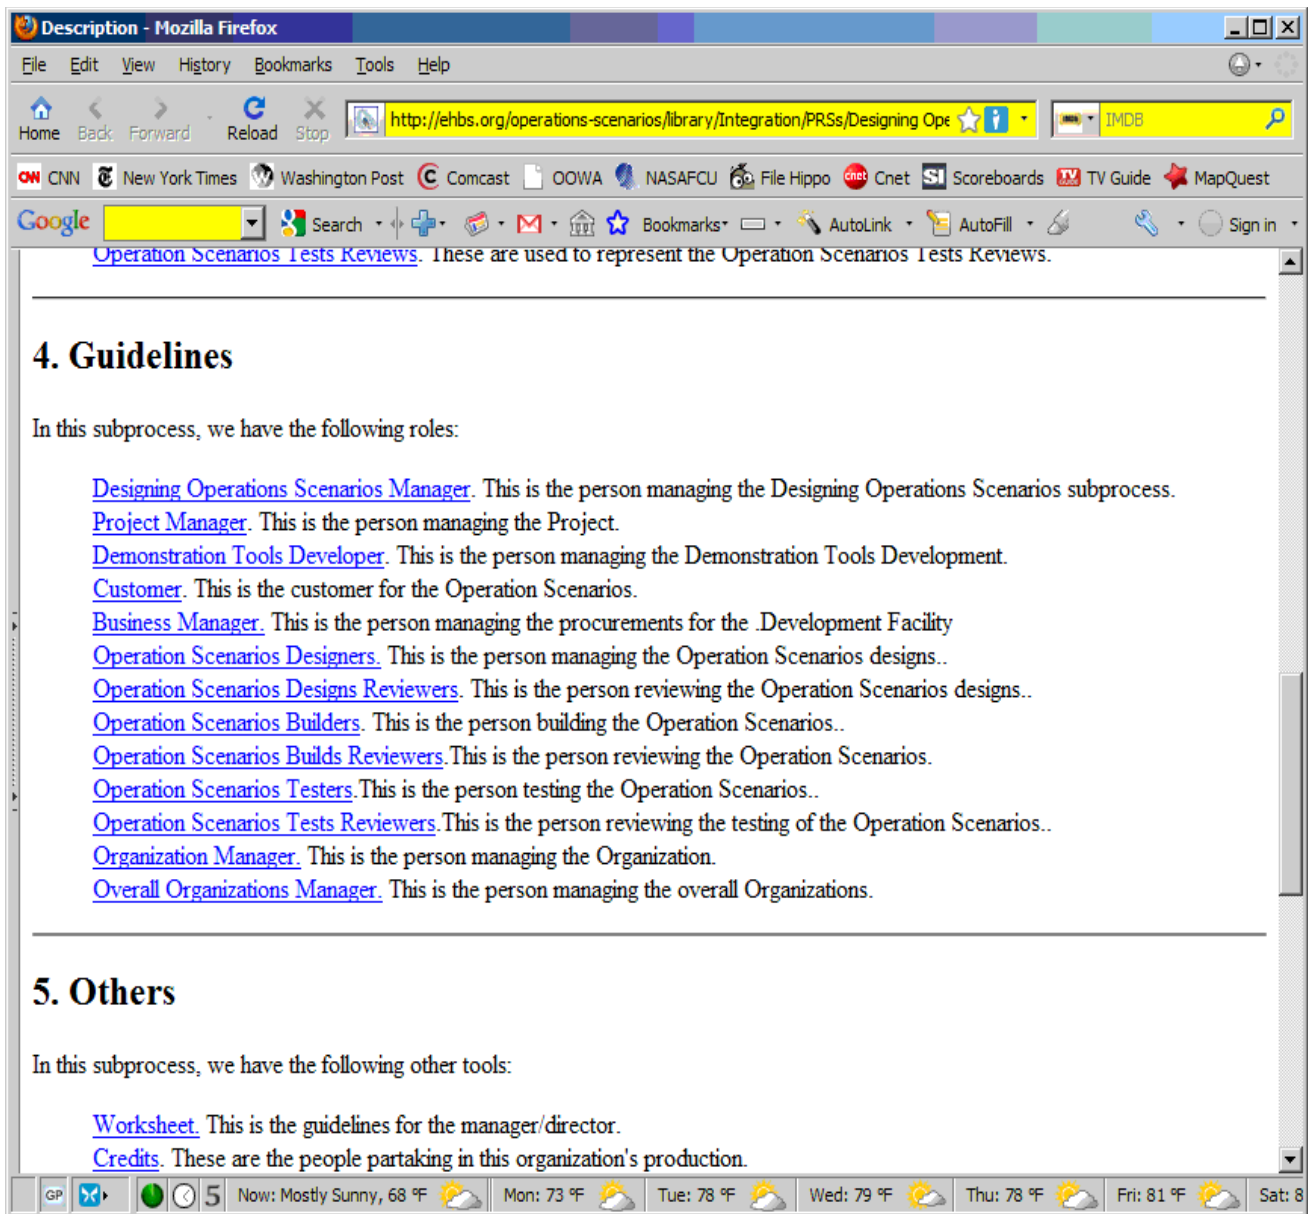 Description - Mozilla Firefox
File Edit View History Bookmarks Tools Help
Home Back Forward Reload Stop http://ehbs.org/operations-scenarios/library/Integration/PRSs/Designing Ope IMDB
CNN CNN New York Times Washington Post Comcast OOWA NASAFCU File Hippo cnet Cnet SI Scoreboards TV Guide MapQuest
Google Search Bookmarks AutoLink AutoFill Sign in
Operation Scenarios Tests Reviews. These are used to represent the Operation Scenarios Tests Reviews.
4. Guidelines
In this subprocess, we have the following roles:
Designing Operations Scenarios Manager. This is the person managing the Designing Operations Scenarios subprocess.
Project Manager. This is the person managing the Project.
Demonstration Tools Developer. This is the person managing the Demonstration Tools Development.
Customer. This is the customer for the Operation Scenarios.
Business Manager. This is the person managing the procurements for the .Development Facility
Operation Scenarios Designers. This is the person managing the Operation Scenarios designs..
Operation Scenarios Designs Reviewers. This is the person reviewing the Operation Scenarios designs..
Operation Scenarios Builders. This is the person building the Operation Scenarios..
Operation Scenarios Builds Reviewers.This is the person reviewing the Operation Scenarios.
Operation Scenarios Testers.This is the person testing the Operation Scenarios..
Operation Scenarios Tests Reviewers.This is the person reviewing the testing of the Operation Scenarios..
Organization Manager. This is the person managing the Organization.
Overall Organizations Manager. This is the person managing the overall Organizations.
5. Others
In this subprocess, we have the following other tools:
Worksheet. This is the guidelines for the manager/director.
Credits. These are the people partaking in this organization's production.
GP 5 Now: Mostly Sunny, 68 °F Mon: 73 °F Tue: 78 °F Wed: 79 °F Thu: 78 °F Fri: 81 °F Sat: 8